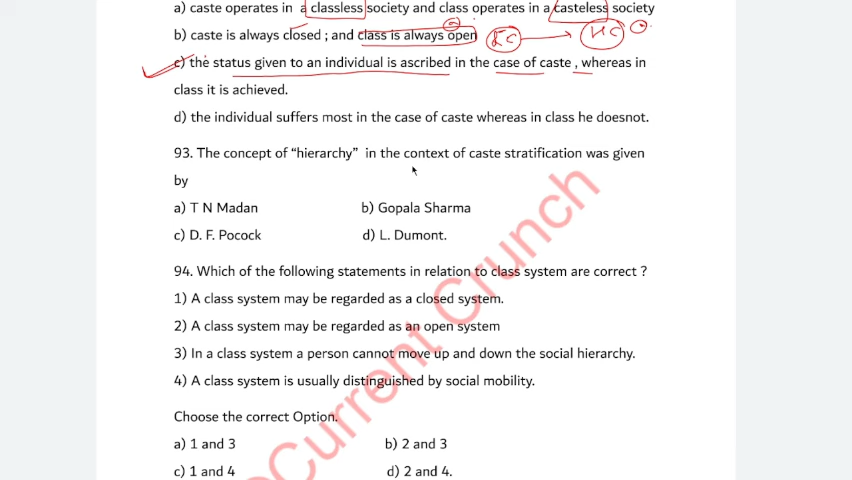 a) caste operates in a classless society and class operates in a casteless society
b) caste is always closed ; and class is always open LC HC
c) the status given to an individual is ascribed in the case of caste , whereas in
class it is achieved.
d) the individual suffers most in the case of caste whereas in class he doesnot.
93. The concept of “hierarchy” in the context of caste stratification was given
by
a) T N Madan b) Gopala Sharma
c) D. F. Pocock d) L. Dumont.
94. Which of the following statements in relation to class system are correct ?
1) A class system may be regarded as a closed system.
2) A class system may be regarded as an open system
3) In a class system a person cannot move up and down the social hierarchy.
4) A class system is usually distinguished by social mobility.
Choose the correct Option.
a) 1 and 3 b) 2 and 3
c) 1 and 4 d) 2 and 4.
Current Crunch